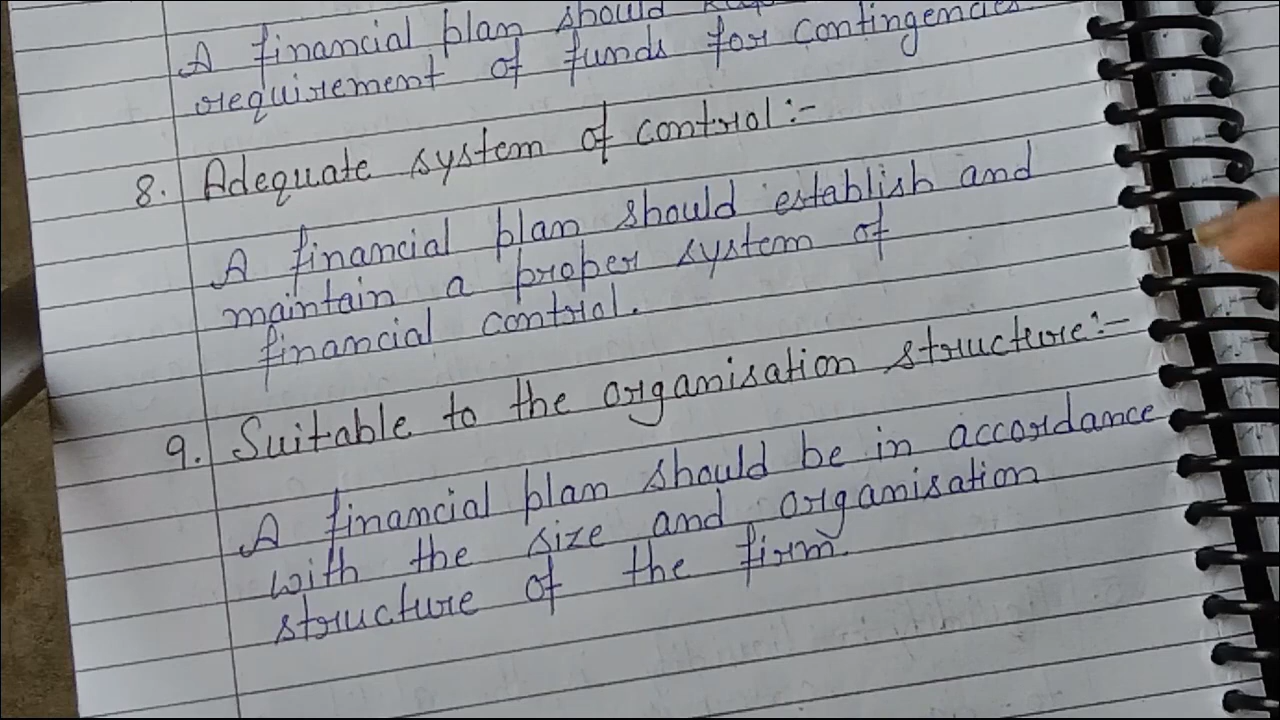 A financial plan should
requirement of funds for contingencies
8. Adequate system of control:-
A financial plan should establish and
maintain a proper system of
financial control.
9. Suitable to the organisation structure:-
A financial plan should be in accordance
with the size and organisation
structure of the firm.